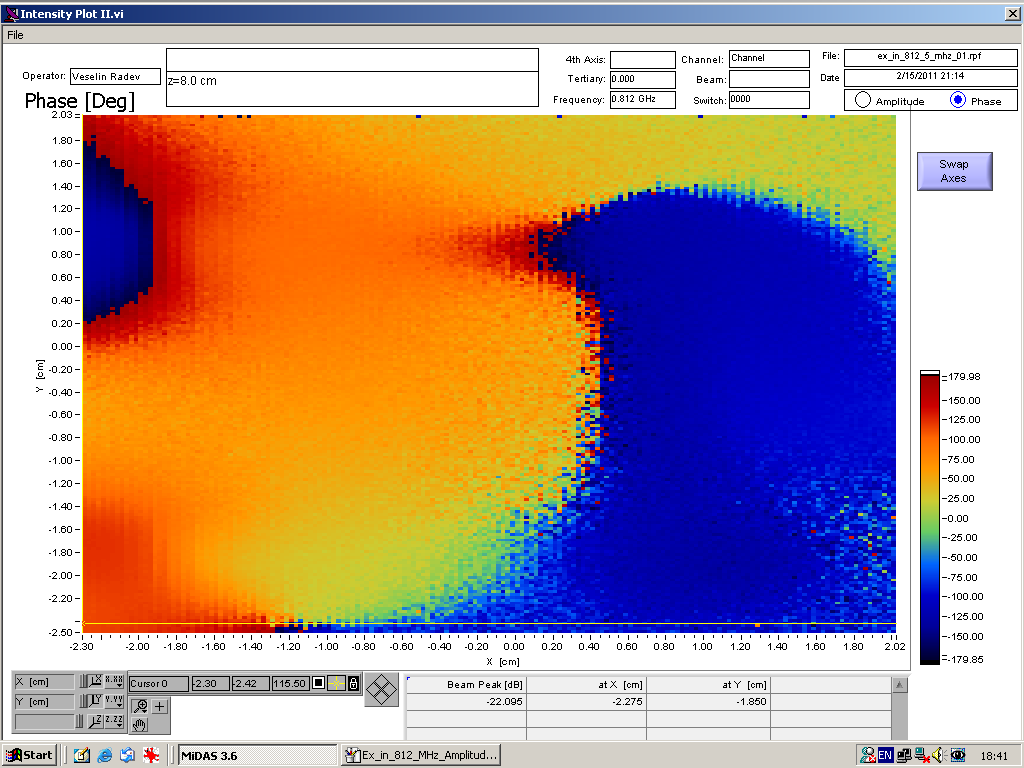 Intensity Plot II.vi
File
Operator: Veselin Radev
z=8.0 cm
4th Axis:
Tertiary: 0.000
Frequency: 0.812 GHz
Channel: Channel
Beam:
Switch: 0000
File: ex_in_812_5_mhz_01.rpf
Date 2/15/2011 21:14
Amplitude Phase
Phase [Deg]
Swap
Axes
2.03
1.80
1.60
1.40
1.20
1.00
0.80
0.60
0.40
0.20
0.00
-0.20
-0.40
-0.60
-0.80
-1.00
-1.20
-1.40
-1.60
-1.80
-2.00
-2.20
-2.50
Y [cm]
-2.30 -2.00 -1.80 -1.60 -1.40 -1.20 -1.00 -0.80 -0.60 -0.40 -0.20 0.00 0.20 0.40 0.60 0.80 1.00 1.20 1.40 1.60 1.80 2.02
X [cm]
179.98
150.00
125.00
100.00
75.00
50.00
25.00
0.00
-25.00
-50.00
-75.00
-100.00
-125.00
-150.00
-179.85
X [cm] X X.XX
Y [cm] Y Y.YY
Z Z.ZZ
Cursor 0 -2.30 -2.42 115.50
Beam Peak [dB] at X [cm] at Y [cm]
-22.095 -2.275 -1.850
Start MiDAS 3.6 Ex_in_812_MHz_Amplitud... EN 18:41